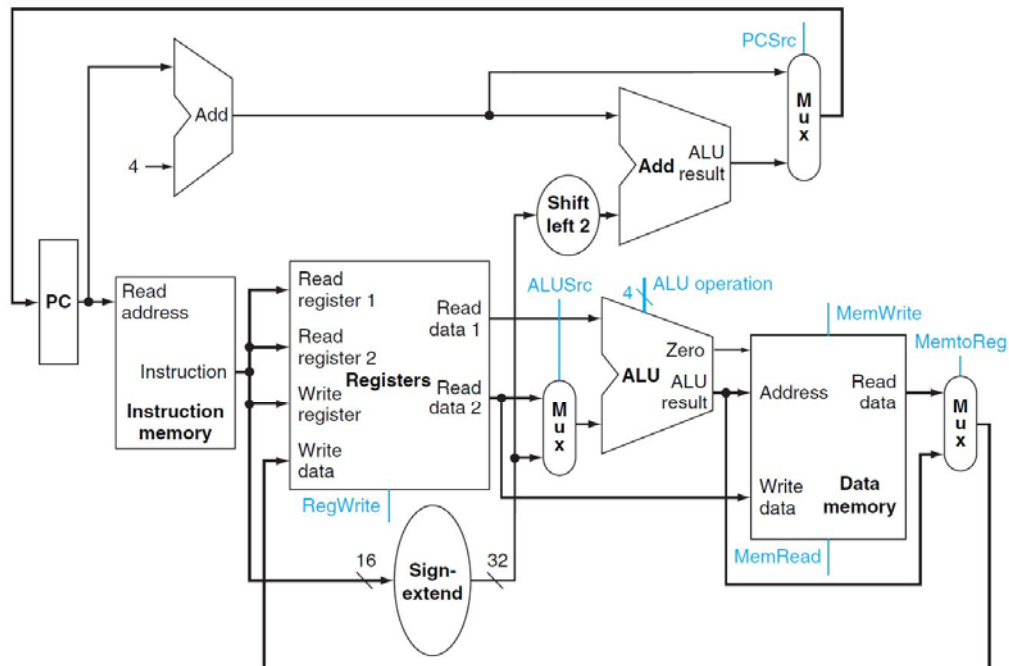 PCSrc
M
u
x
Add
ALU
Add result
4
Shift
left 2
PC
Read
address
Instruction
Instruction
memory
Read
register 1
Read
register 2
Write
register
Write
data
Registers
Read
data 1
Read
data 2
RegWrite
16
Sign-
extend
32
ALUSrc
M
u
x
4
ALU operation
Zero
ALU
ALU
result
MemWrite
Address
Read
data
Write
data
Data
memory
MemRead
MemtoReg
M
u
x